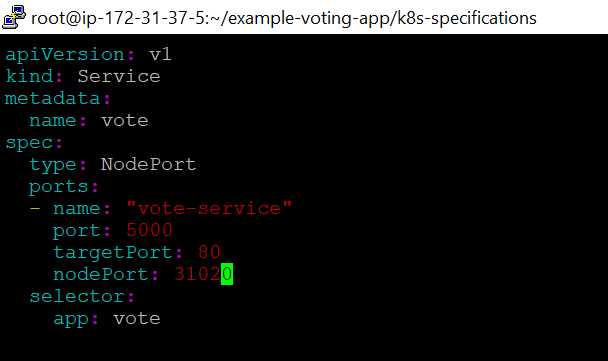 root@ip-172-31-37-5:~/example-voting-app/k8s-specifications
apiVersion: v1
kind: Service
metadata:
  name: vote
spec:
  type: NodePort
  ports:
  - name: "vote-service"
    port: 5000
    targetPort: 80
    nodePort: 31020
  selector:
    app: vote